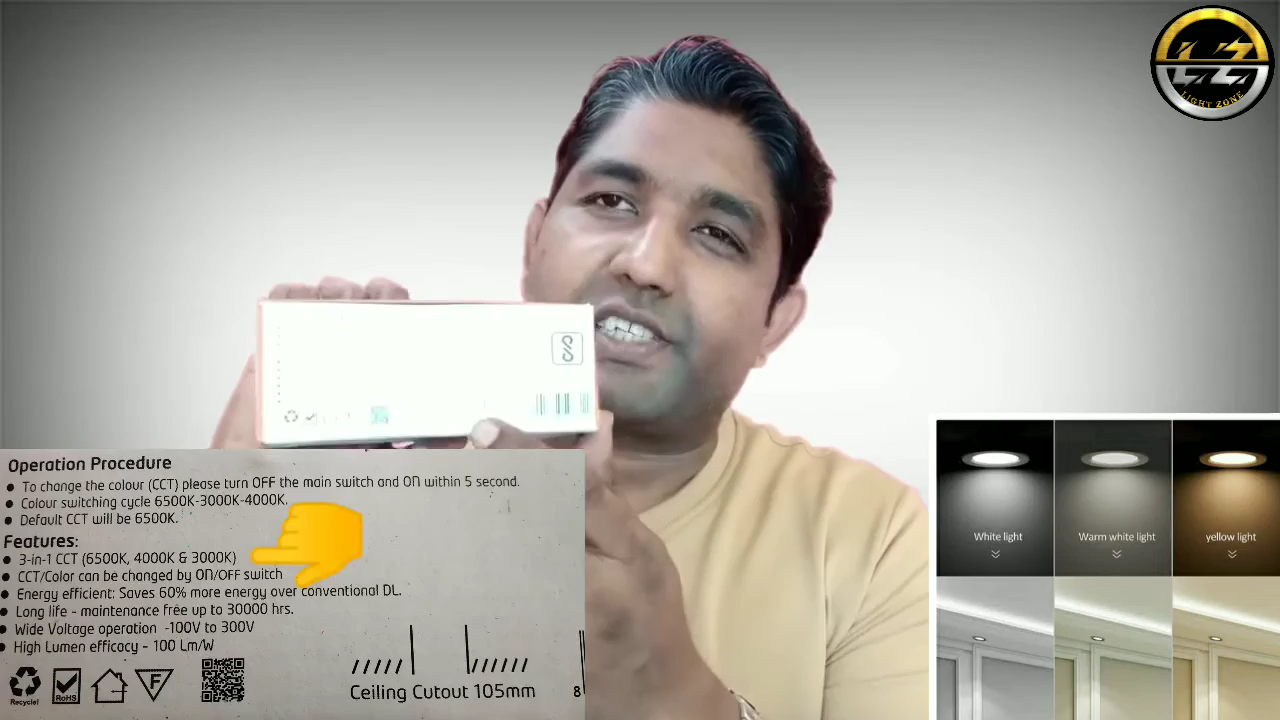 LZ
LIGHT ZONE
Operation Procedure
• To change the colour (CCT) please turn OFF the main switch and ON within 5 second.
• Colour switching cycle 6500K-3000K-4000K.
• Default CCT will be 6500K.
Features:
• 3-in-1 CCT (6500K, 4000K & 3000K)
• CCT/Color can be changed by ON/OFF switch
• Energy efficient: Saves 60% more energy over conventional DL.
• Long life - maintenance free up to 30000 hrs.
• Wide Voltage operation -100V to 300V
• High Lumen efficacy - 100 Lm/W
Recycle!
RoHS
F
Ceiling Cutout 105mm
8
White light
Warm white light
yellow light